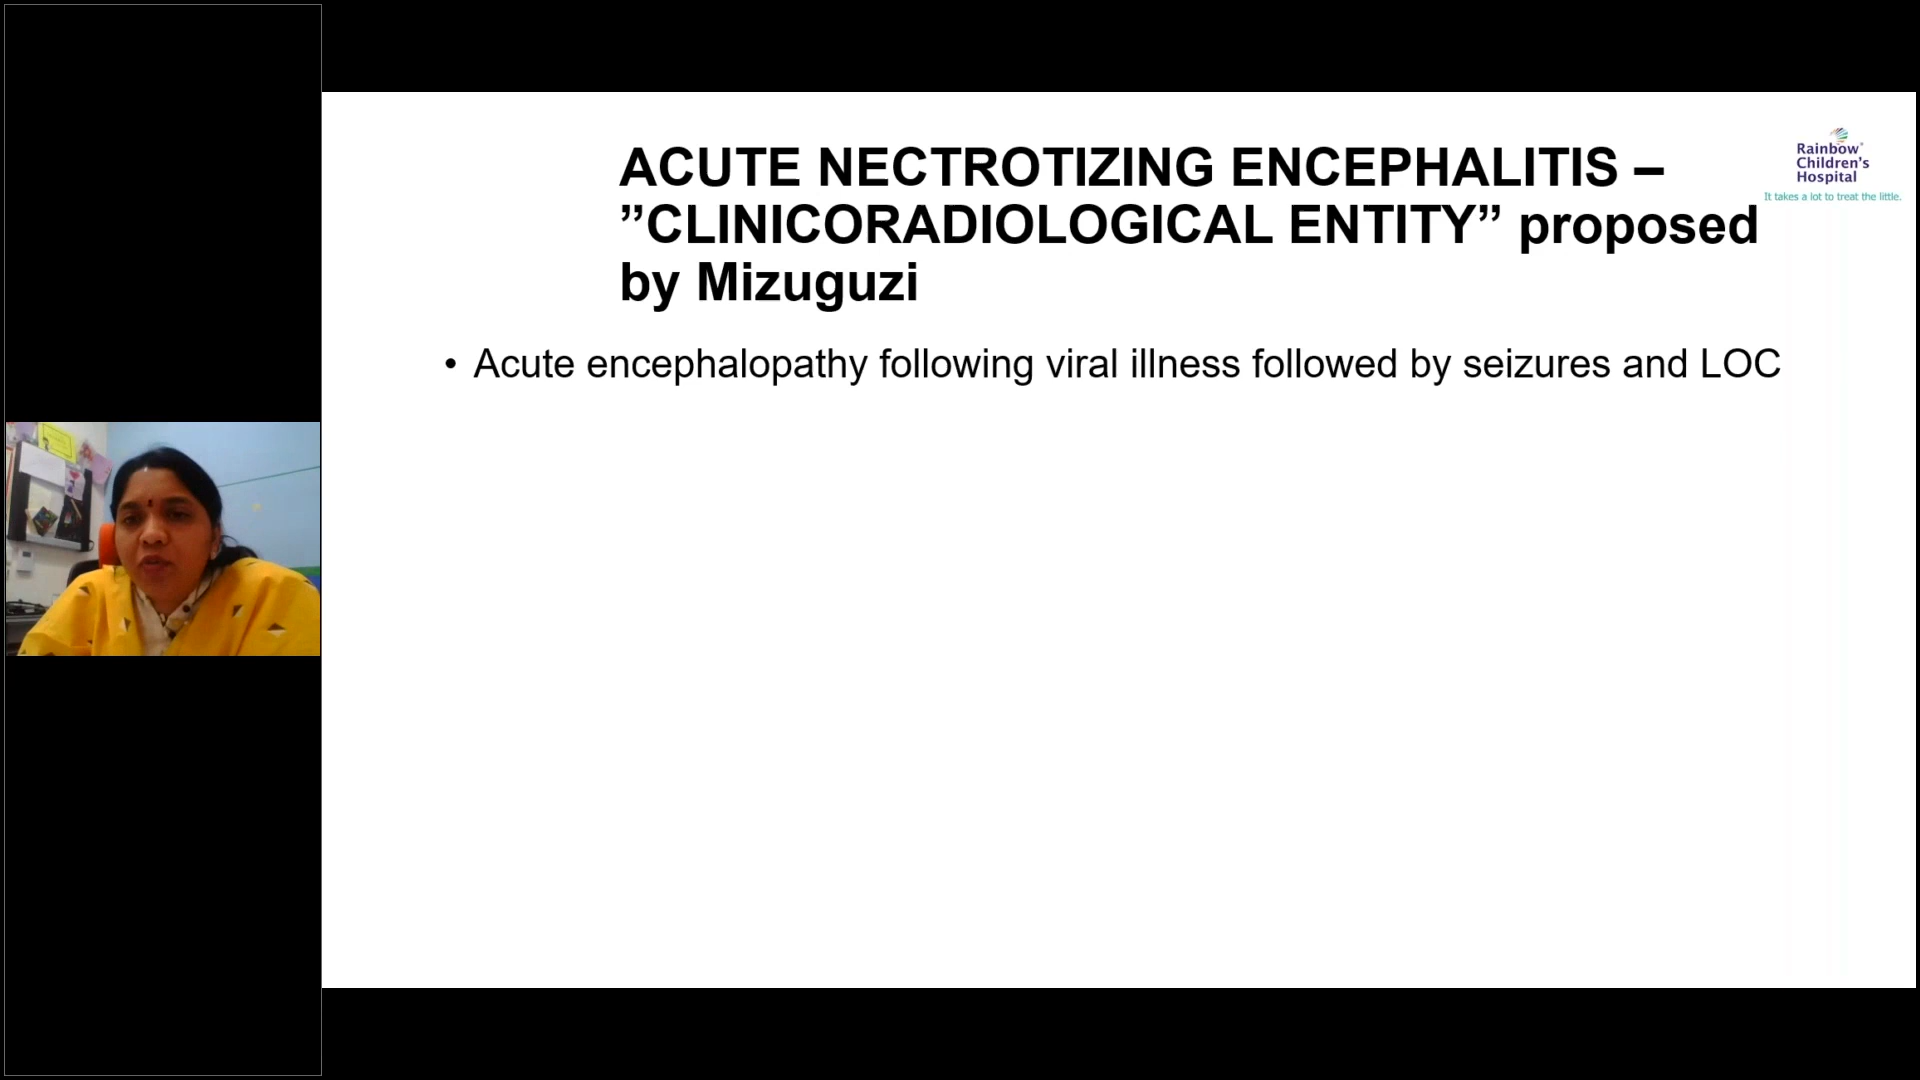 ACUTE NECTROTIZING ENCEPHALITIS –
”CLINICORADIOLOGICAL ENTITY” proposed
by Mizuguzi
Rainbow
Children's
Hospital
It takes a lot to treat the little.
• Acute encephalopathy following viral illness followed by seizures and LOC